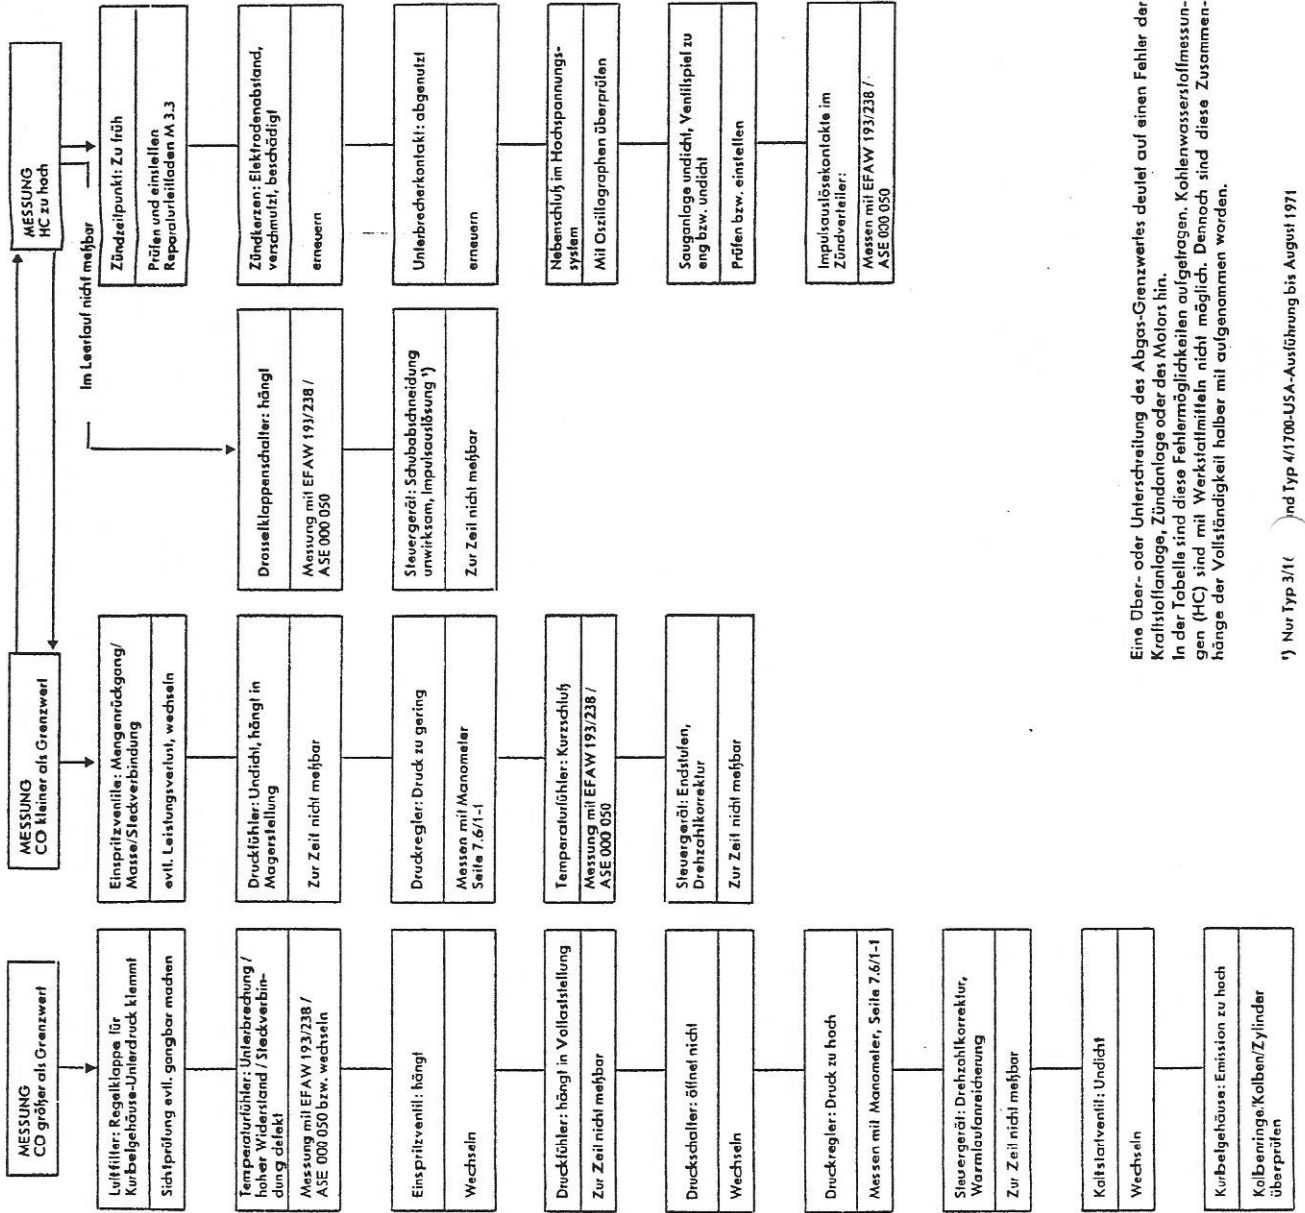 MESSUNG
CO größer als Grenzwert
Luftfilter: Regelklappe für
Kurbelgehäuse-Unterdruck klemmt
Sichtprüfung evtl. gangbar machen
Temperaturfühler: Unterbrechung /
hoher Widerstand / Steckverbin-
dung defekt
Messung mit EFAW 193/238 /
ASE 000 050 bzw. wechseln
Einspritzventil: hängt
Wechseln
Druckfühler: hängt in Vollaststellung
Zur Zeit nicht meßbar
Druckschalter: öffnet nicht
Wechseln
Druckregler: Druck zu hoch
Messen mit Manometer, Seite 7.6/1-1
Steuergerät: Drehzahlkorrektur,
Warmlaufanreicherung
Zur Zeil nicht meßbar
Kaltstartventil: Undicht
Wechseln
Kurbelgehäuse: Emission zu hoch
Kolbenringe/Kolben/Zylinder
überprüfen
MESSUNG
CO kleiner als Grenzwert
Einspritzventile: Mengenrückgang/
Masse/Steckverbindung
evtl. Leistungsverlust, wechseln
Druckfühler: Undicht, hängt in
Magerstellung
Zur Zeit nicht meßbar
Druckregler: Druck zu gering
Messen mit Manometer
Seite 7.6/1-1
Temperaturfühler: Kurzschluß
Messung mit EFAW 193/238 /
ASE 000 050
Steuergerät: Endstufen,
Drehzahlkorrektur
Zur Zeit nicht meßbar
MESSUNG
HC zu hoch
Im Leerlauf nicht meßbar
Drosselklappenschalter: hängt
Messung mit EFAW 193/238 /
ASE 000 050
Steuergerät: Schubabschneidung
unwirksam, Impulsauslösung ¹)
Zur Zeit nicht meßbar
Zündzeitpunkt: Zu früh
Prüfen und einstellen
Reparaturleitfaden M 3.3
Zündkerzen: Elektrodenabstand,
verschmutzt, beschädigt
erneuern
Unterbrecherkontakt: abgenutzt
erneuern
Nebenschluß im Hochspannungs-
system
Mit Oszillographen überprüfen
Sauganlage undicht, Ventilspiel zu
eng bzw. undicht
Prüfen bzw. einstellen
Impulsauslösekontakte im
Zündverteiler:
Messen mit EFAW 193/238 /
ASE 000 050
Eine Über- oder Unterschreitung des Abgas-Grenzwertes deutet auf einen Fehler der
Kraftstoffanlage, Zündanlage oder des Motors hin.
In der Tabelle sind diese Fehlermöglichkeiten aufgetragen. Kohlenwasserstoffmessun-
gen (HC) sind mit Werkstattmitteln nicht möglich. Dennoch sind diese Zusammen-
hänge der Vollständigkeit halber mit aufgenommen worden.
¹) Nur Typ 3/1 nd Typ 4/1700-USA-Ausführung bis August 1971